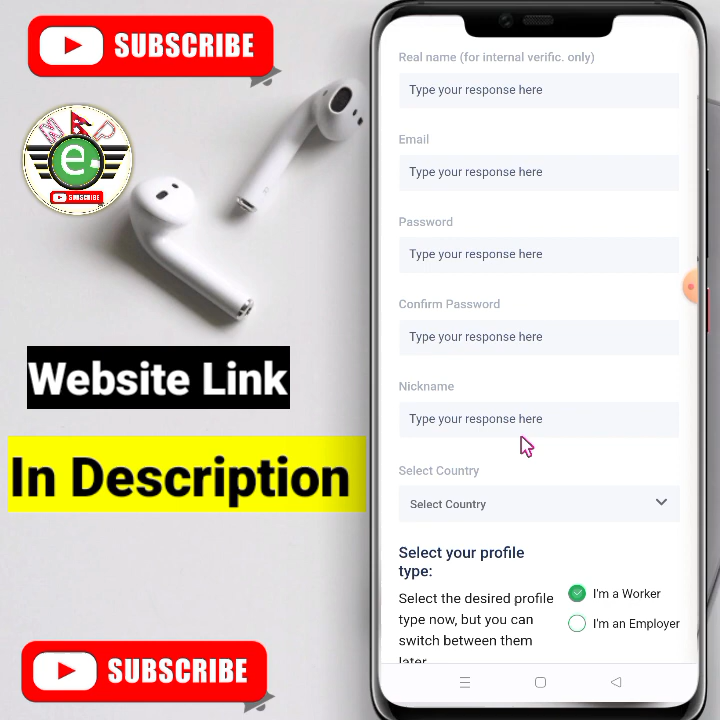 SUBSCRIBE
M P
e
SUBSCRIBE
Website Link
In Description
SUBSCRIBE
Real name (for internal verific. only)
Type your response here
Email
Type your response here
Password
Type your response here
Confirm Password
Type your response here
Nickname
Type your response here
Select Country
Select Country
Select your profile
type:
Select the desired profile
type now, but you can
switch between them
later
I'm a Worker
I'm an Employer